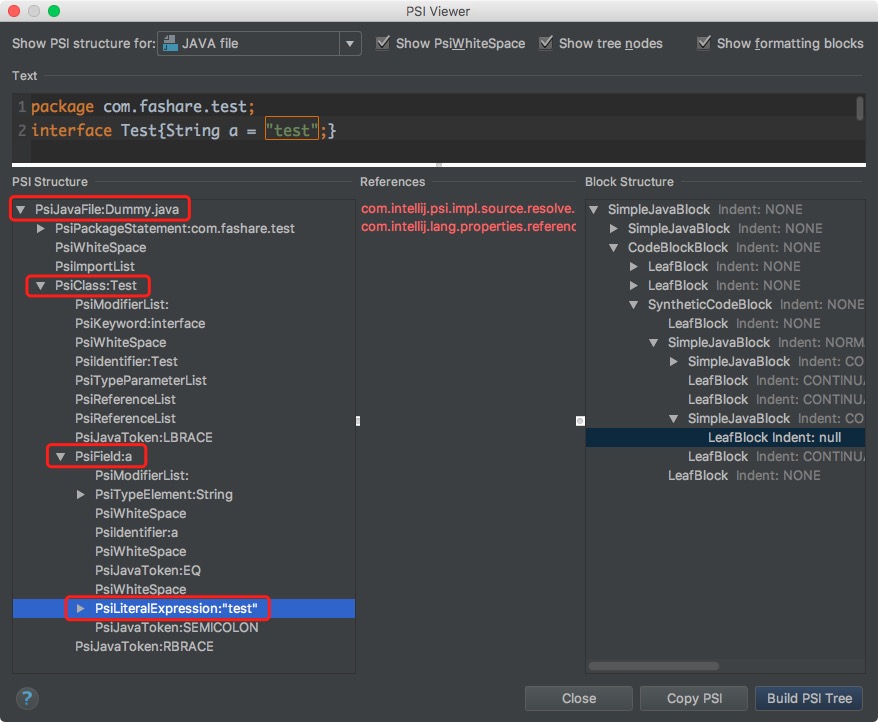 PSI Viewer
Show PSI structure for: JAVA file Show PsiWhiteSpace Show tree nodes Show formatting blocks
Text
1 package com.fashare.test;
2 interface Test{String a = "test";}
PSI Structure
PsiJavaFile:Dummy.java
PsiPackageStatement:com.fashare.test
PsiWhiteSpace
PsiImportList
PsiClass:Test
PsiModifierList:
PsiKeyword:interface
PsiWhiteSpace
PsiIdentifier:Test
PsiTypeParameterList
PsiReferenceList
PsiReferenceList
PsiJavaToken:LBRACE
PsiField:a
PsiModifierList:
PsiTypeElement:String
PsiWhiteSpace
PsiIdentifier:a
PsiWhiteSpace
PsiJavaToken:EQ
PsiWhiteSpace
PsiLiteralExpression:"test"
PsiJavaToken:SEMICOLON
PsiJavaToken:RBRACE
References
com.intellij.psi.impl.source.resolve.
com.intellij.lang.properties.referenc
Block Structure
SimpleJavaBlock Indent: NONE
SimpleJavaBlock Indent: NONE
CodeBlockBlock Indent: NONE
LeafBlock Indent: NONE
LeafBlock Indent: NONE
SyntheticCodeBlock Indent: NONE
LeafBlock Indent: NONE
SimpleJavaBlock Indent: NORM
SimpleJavaBlock Indent: CO
LeafBlock Indent: CONTINU
LeafBlock Indent: CONTINU
SimpleJavaBlock Indent: CO
LeafBlock Indent: null
LeafBlock Indent: CONTINU
LeafBlock Indent: NONE
?
Close Copy PSI Build PSI Tree